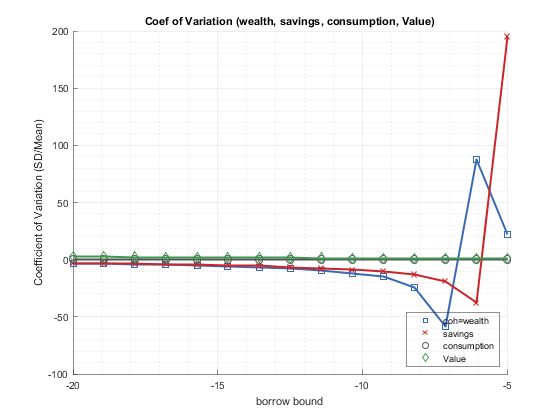 Coef of Variation (wealth, savings, consumption, Value)
200
150
100
50
0
-50
-100
Coefficient of Variation (SD/Mean)
coh=wealth
savings
consumption
Value
-20
-15
-10
-5
borrow bound